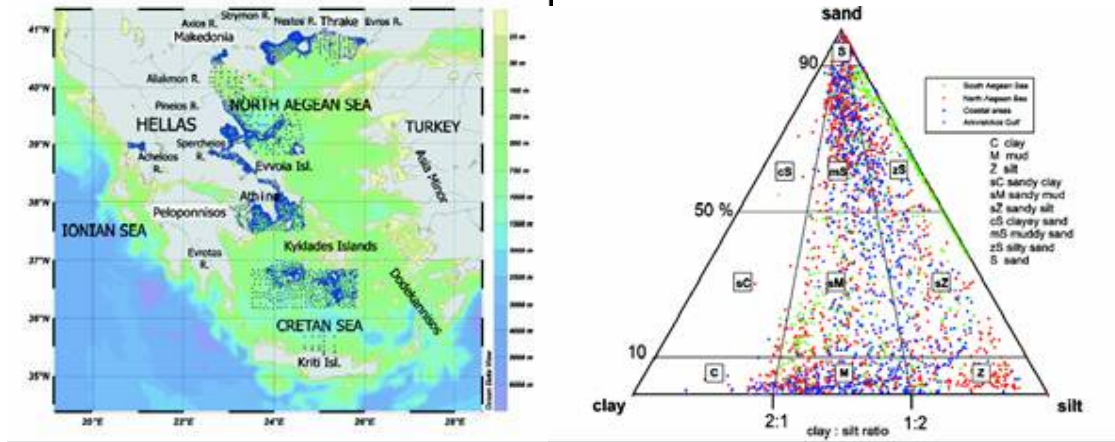 Strymon R.
Axios R.
Nestos R.
Thrake
Evros R.
Makedonia
41°N
Aliakmon R.
40°N
Pineios R.
NORTH AEGEAN SEA
HELLAS
TURKEY
Spercheios
R.
39°N
Acheloos
R.
Evvoia Isl.
Asia Minor
Athina
38°N
Peloponnisos
IONIAN SEA
Kyklades Islands
Evrotas
R.
37°N
Dodekannisos
36°N
CRETAN SEA
Kriti Isl.
35°N
20°E
22°E
24°E
26°E
28°E
Ocean Data View
sand
90
S
South Aegean Sea
North Aegean Sea
Coastal areas
Amvrakikos Gulf
C clay
M mud
Z silt
sC sandy clay
sM sandy mud
sZ sandy silt
cS clayey sand
mS muddy sand
zS silty sand
S sand
cS
mS
zS
50 %
sC
sM
sZ
10
C
M
Z
clay
silt
2:1
1:2
clay : silt ratio